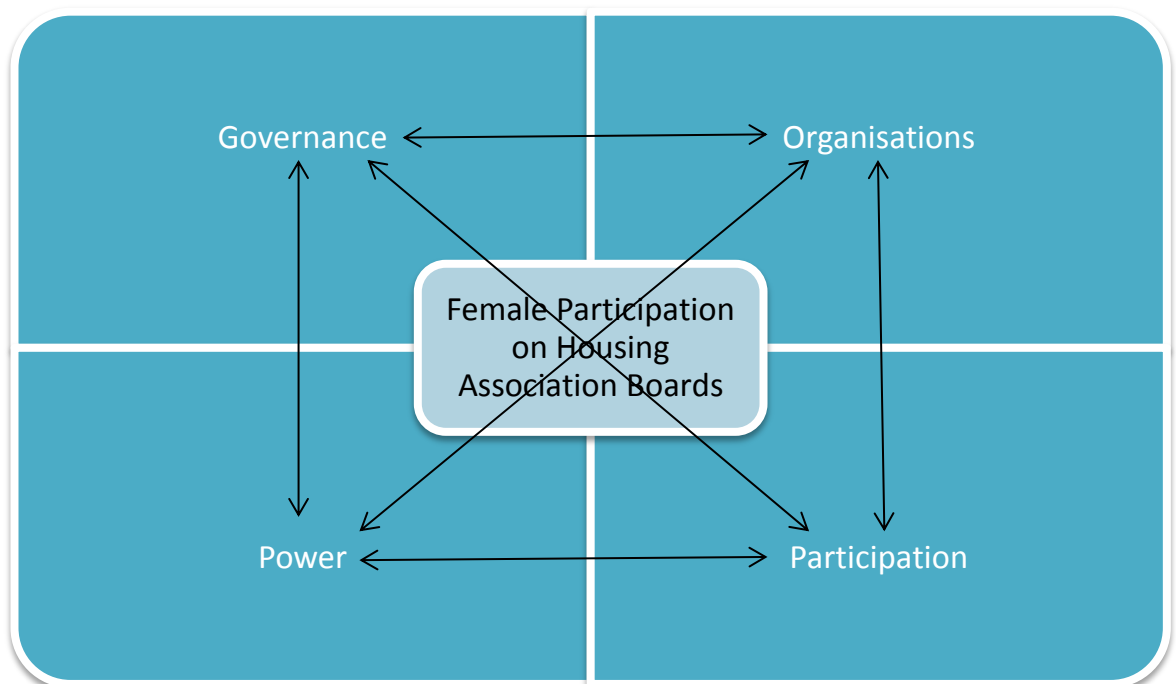 Governance
Organisations
Female Participation
on Housing
Association Boards
Power
Participation